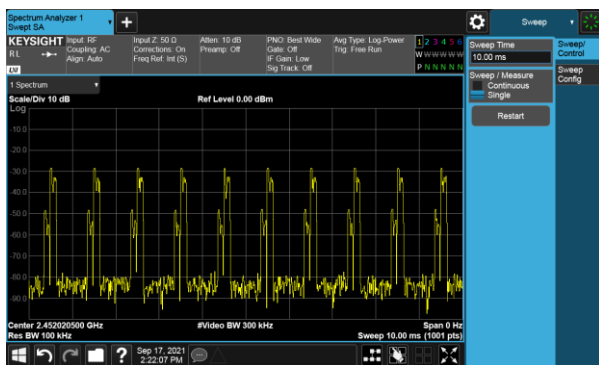 Spectrum Analyzer 1
Swept SA
+
Sweep
KEYSIGHT
RL
LXI
Input: RF
Coupling: AC
Align: Auto
Input Z: 50 Ω
Corrections: On
Freq Ref: Int (S)
Atten: 10 dB
Preamp: Off
PNO: Best Wide
Gate: Off
IF Gain: Low
Sig Track: Off
Avg Type: Log-Power
Trig: Free Run
1 2 3 4 5 6
W W W W W W
P N N N N N
Sweep Time
10.00 ms
Sweep / Measure
Continuous
Single
Restart
Sweep/
Control
Sweep
Config
1 Spectrum
Scale/Div 10 dB
Ref Level 0.00 dBm
Log
-10.0
-20.0
-30.0
-40.0
-50.0
-60.0
-70.0
-80.0
-90.0
Center 2.452020500 GHz
#Video BW 300 kHz
Span 0 Hz
Res BW 100 kHz
Sweep 10.00 ms (1001 pts)
?
Sep 17, 2021
2:22:07 PM